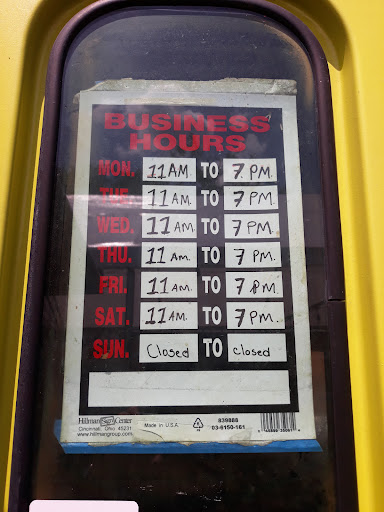 BUSINESS
HOURS
MON. 11 AM TO 7 PM.
TUE. 11 AM. TO 7 PM.
WED. 11 AM. TO 7 PM.
THU. 11 Am. TO 7 PM.
FRI. 11 AM. TO 7 PM.
SAT. 11 AM. TO 7 PM.
SUN. Closed TO closed
Hillman Sign Center
Cincinnati, Ohio 45231
www.hillmangroup.com
Made in U.S.A.
839888
03-6150-161